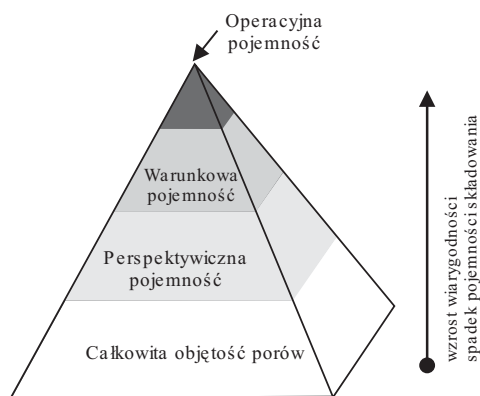 Operacyjna
pojemność
Warunkowa
pojemność
Perspektywiczna
pojemność
Całkowita objętość porów
wzrost wiarygodności
spadek pojemności składowania